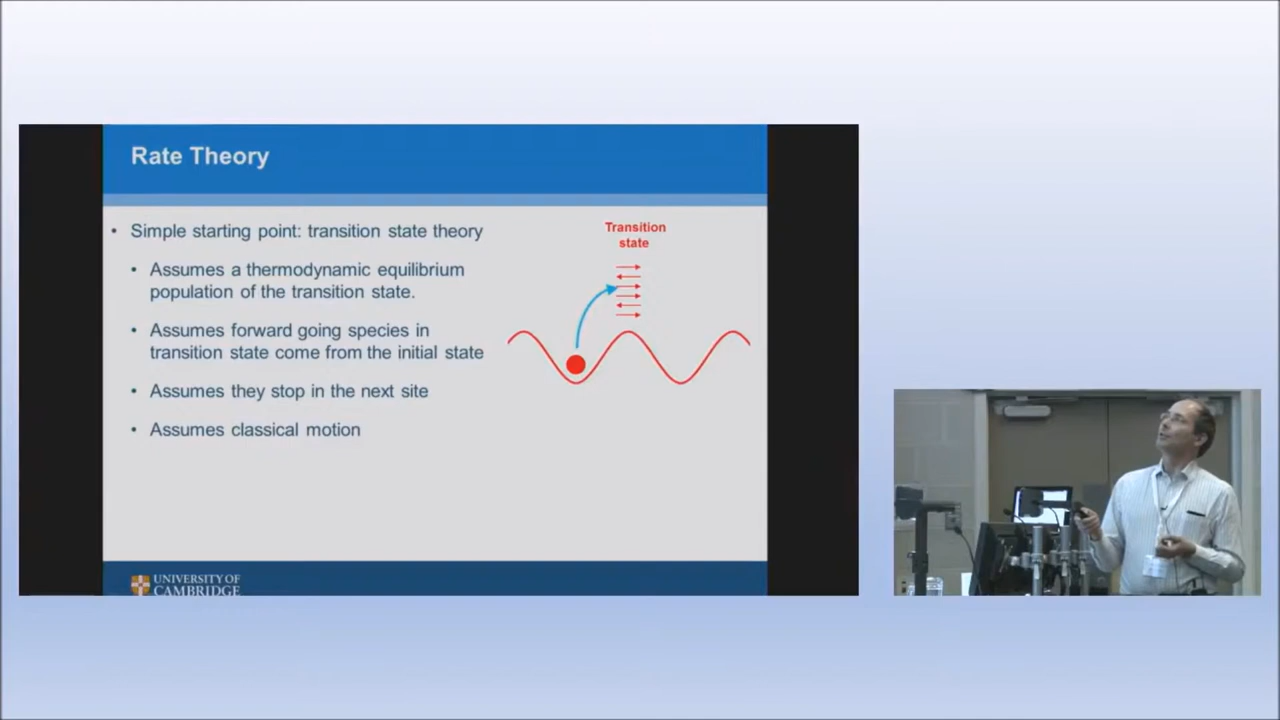 Rate Theory
• Simple starting point: transition state theory
• Assumes a thermodynamic equilibrium
population of the transition state.
• Assumes forward going species in
transition state come from the initial state
• Assumes they stop in the next site
• Assumes classical motion
Transition
state
UNIVERSITY OF
CAMBRIDGE